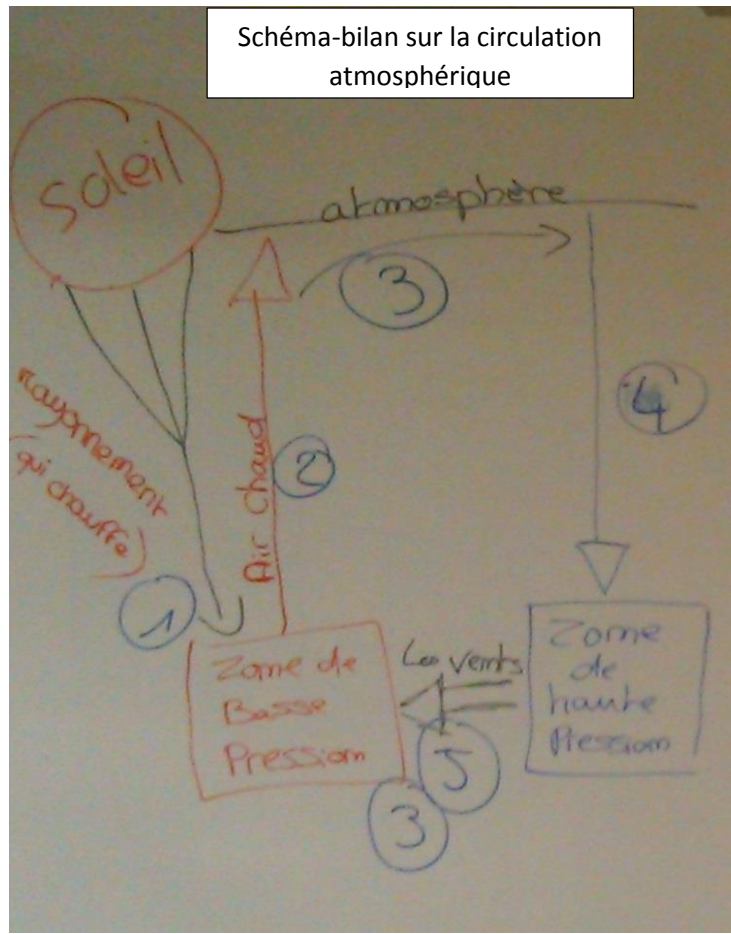 Schéma-bilan sur la circulation
atmosphérique
Soleil
atmosphère
3
rayonnement
(qui chauffe)
Air Chaud
2
4
1
Zone de
Basse
Pression
Les vents
Zone
de
haute
Pression
5
3